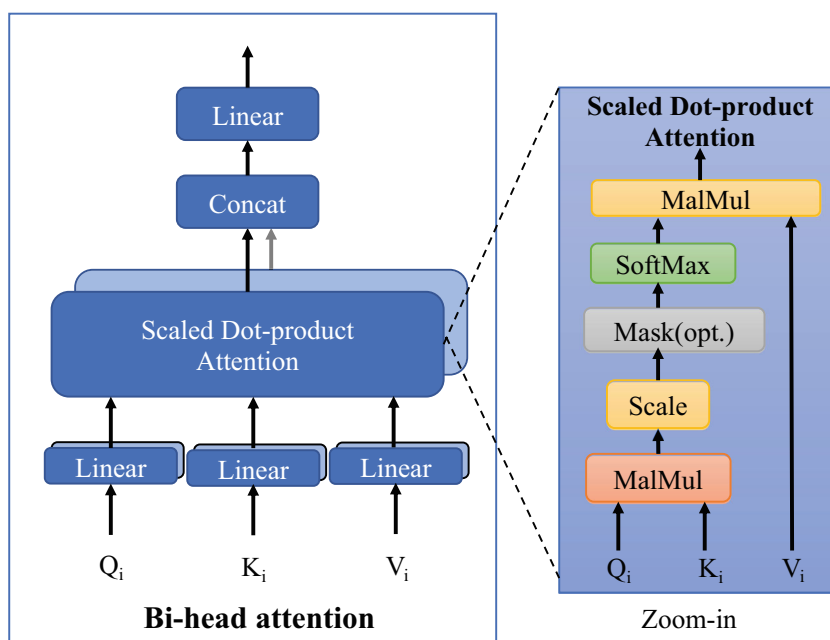 Linear
Concat
Scaled Dot-product
Attention
Linear
Linear
Linear
Qᵢ
Kᵢ
Vᵢ
Bi-head attention
Scaled Dot-product
Attention
MalMul
SoftMax
Mask(opt.)
Scale
MalMul
Qᵢ
Kᵢ
Vᵢ
Zoom-in